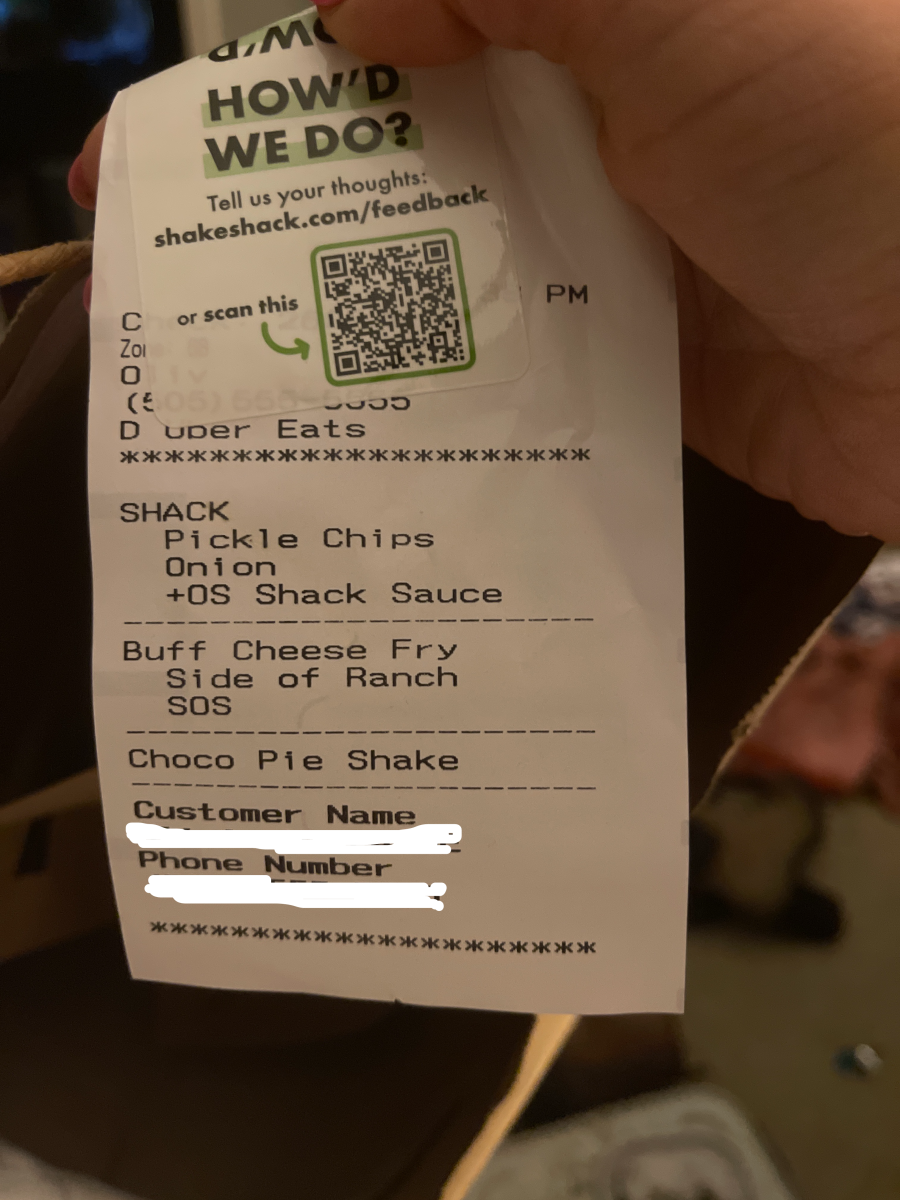 HOW'D
WE DO?
Tell us your thoughts:
shakeshack.com/feedback
or scan this
PM
D Uber Eats
**********************
SHACK
Pickle Chips
Onion
+OS Shack Sauce
---------------------
Buff Cheese Fry
Side of Ranch
SOS
---------------------
Choco Pie Shake
---------------------
Customer Name
Phone Number
**********************